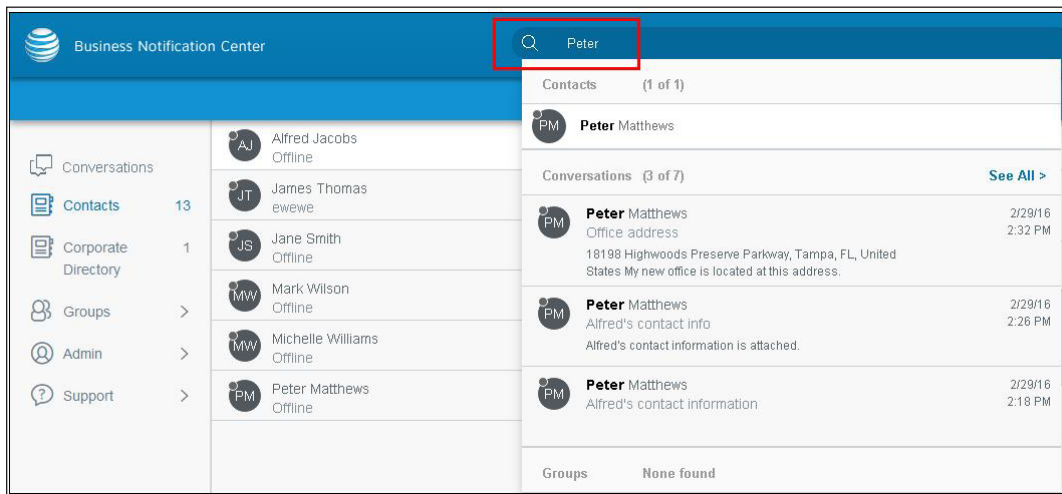 Business Notification Center
Peter
Conversations
Contacts 13
Corporate 1
Directory
Groups >
Admin >
? Support >
AJ Alfred Jacobs
Offline
JT James Thomas
ewewe
JS Jane Smith
Offline
MW Mark Wilson
Offline
MW Michelle Williams
Offline
PM Peter Matthews
Offline
Contacts (1 of 1)
PM Peter Matthews
Conversations (3 of 7) See All >
PM Peter Matthews 2/29/16
Office address 2:32 PM
18198 Highwoods Preserve Parkway, Tampa, FL, United
States My new office is located at this address.
PM Peter Matthews 2/29/16
Alfred's contact info 2:26 PM
Alfred's contact information is attached.
PM Peter Matthews 2/29/16
Alfred's contact information 2:18 PM
Groups None found